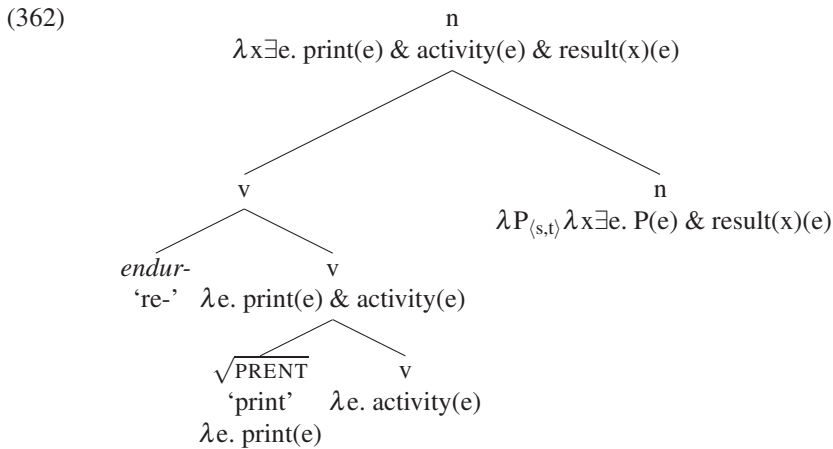 (362)
n
λx∃e. print(e) & activity(e) & result(x)(e)
v n
λP⟨s,t⟩λx∃e. P(e) & result(x)(e)
endur- v
‘re-’ λe. print(e) & activity(e)
√PRENT v
‘print’ λe. activity(e)
λe. print(e)